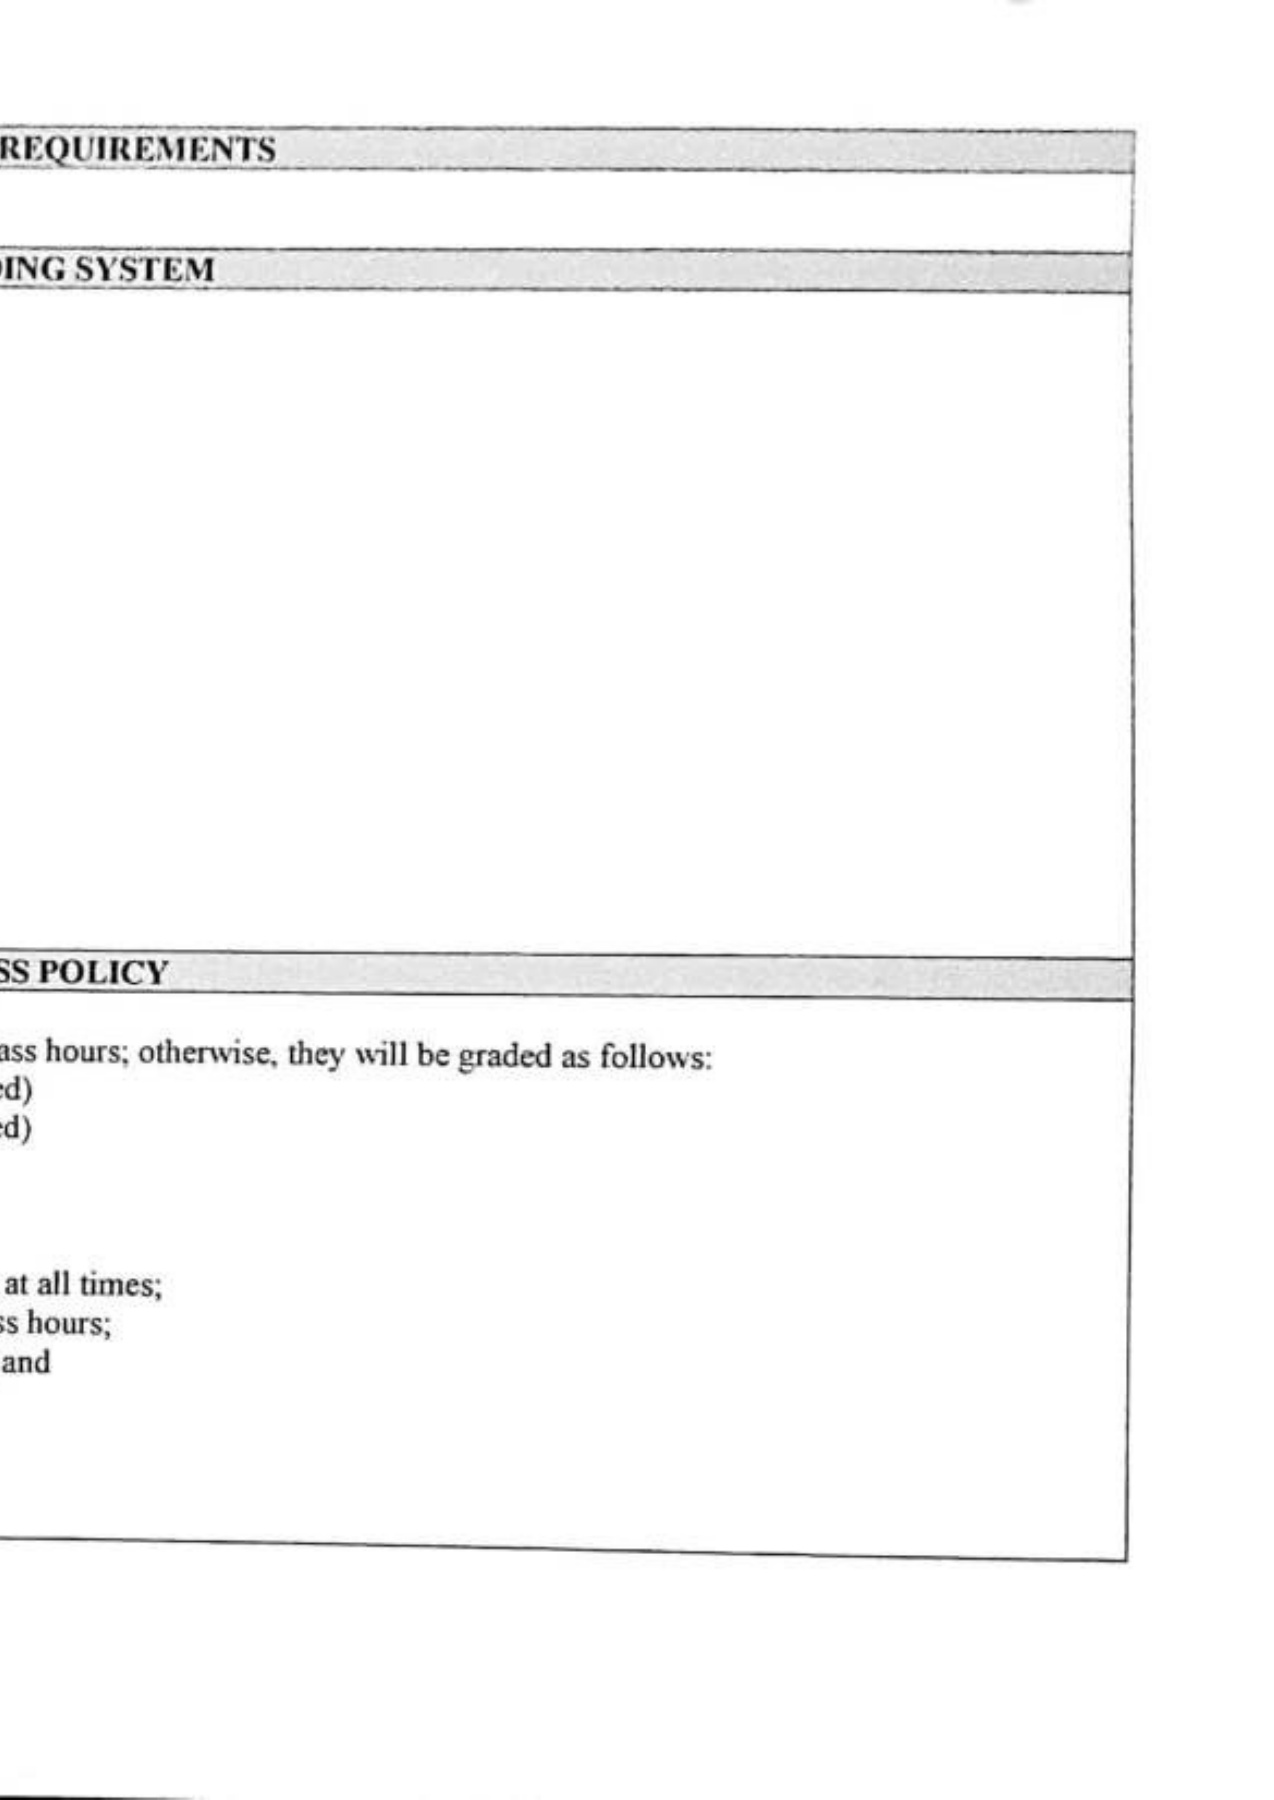 REQUIREMENTS
ING SYSTEM
SS POLICY
ass hours; otherwise, they will be graded as follows:
ed)
ed)
at all times;
ss hours;
and